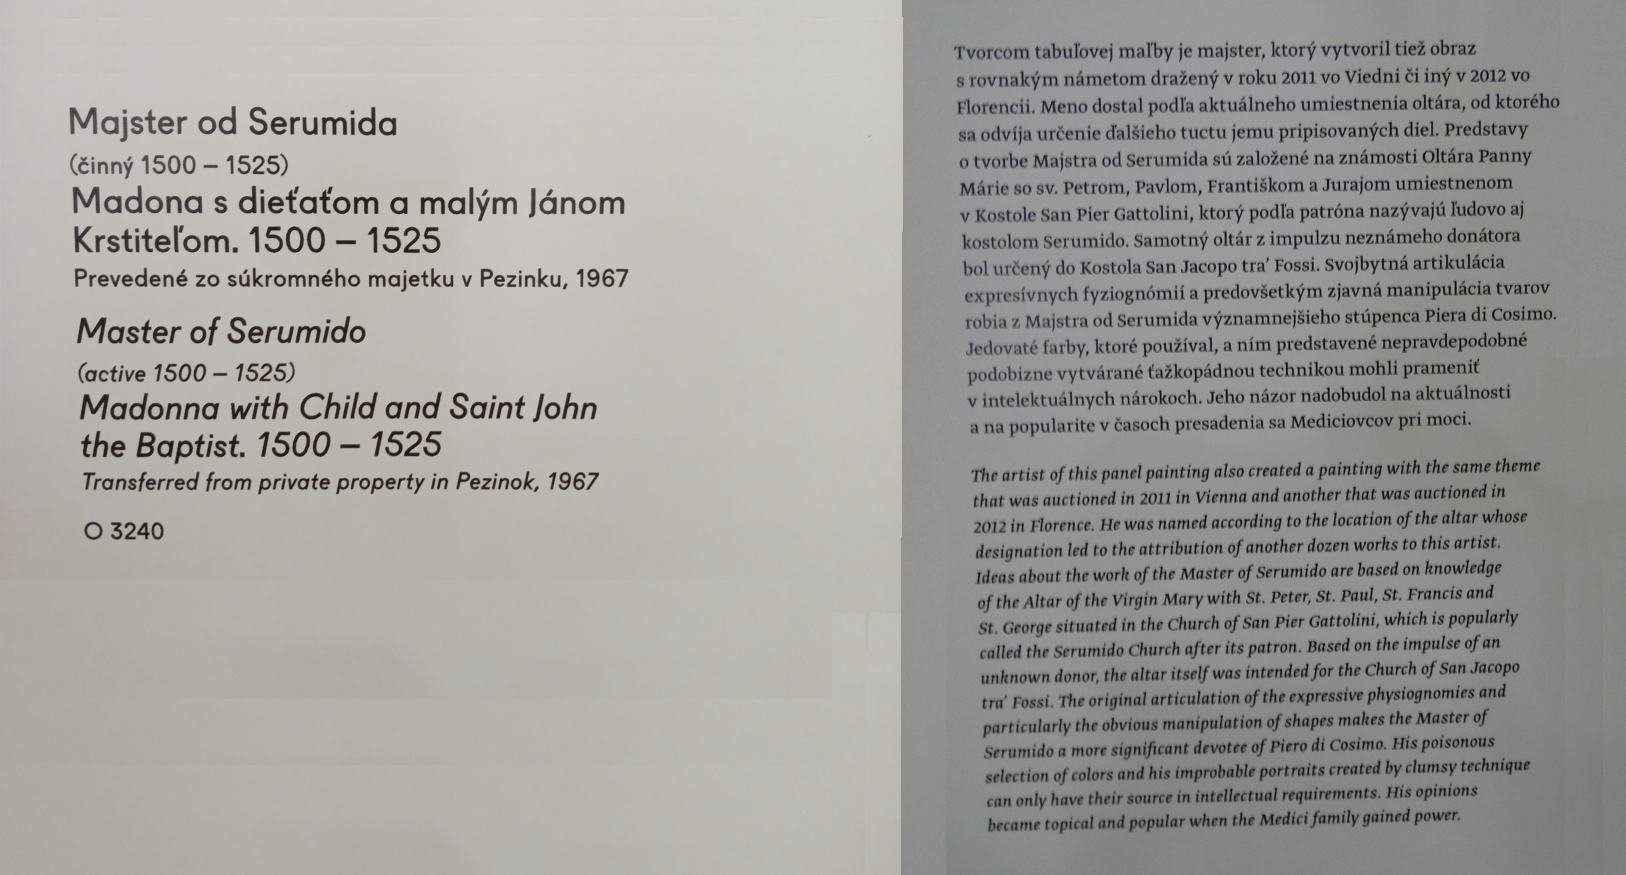 Majster od Serumida
(činný 1500 – 1525)
Madona s dieťaťom a malým Jánom
Krstiteľom. 1500 – 1525
Prevedené zo súkromného majetku v Pezinku, 1967
Master of Serumido
(active 1500 – 1525)
Madonna with Child and Saint John
the Baptist. 1500 – 1525
Transferred from private property in Pezinok, 1967
O 3240
Tvorcom tabuľovej maľby je majster, ktorý vytvoril tiež obraz
s rovnakým námetom dražený v roku 2011 vo Viedni či iný v 2012 vo
Florencii. Meno dostal podľa aktuálneho umiestnenia oltára, od ktorého
sa odvíja určenie ďalšieho tuctu jemu pripisovaných diel. Predstavy
o tvorbe Majstra od Serumida sú založené na známosti Oltára Panny
Márie so sv. Petrom, Pavlom, Františkom a Jurajom umiestnenom
v Kostole San Pier Gattolini, ktorý podľa patróna nazývajú ľudovo aj
kostolom Serumido. Samotný oltár z impulzu neznámeho donátora
bol určený do Kostola San Jacopo tra’ Fossi. Svojbytná artikulácia
expresívnych fyziognómií a predovšetkým zjavná manipulácia tvarov
robia z Majstra od Serumida významnejšieho stúpenca Piera di Cosimo.
Jedovaté farby, ktoré používal, a ním predstavené nepravdepodobné
podobizne vytvárané ťažkopádnou technikou mohli prameniť
v intelektuálnych nárokoch. Jeho názor nadobudol na aktuálnosti
a na popularite v časoch presadenia sa Mediciovcov pri moci.
The artist of this panel painting also created a painting with the same theme
that was auctioned in 2011 in Vienna and another that was auctioned in
2012 in Florence. He was named according to the location of the altar whose
designation led to the attribution of another dozen works to this artist.
Ideas about the work of the Master of Serumido are based on knowledge
of the Altar of the Virgin Mary with St. Peter, St. Paul, St. Francis and
St. George situated in the Church of San Pier Gattolini, which is popularly
called the Serumido Church after its patron. Based on the impulse of an
unknown donor, the altar itself was intended for the Church of San Jacopo
tra’ Fossi. The original articulation of the expressive physiognomies and
particularly the obvious manipulation of shapes makes the Master of
Serumido a more significant devotee of Piero di Cosimo. His poisonous
selection of colors and his improbable portraits created by clumsy technique
can only have their source in intellectual requirements. His opinions
became topical and popular when the Medici family gained power.